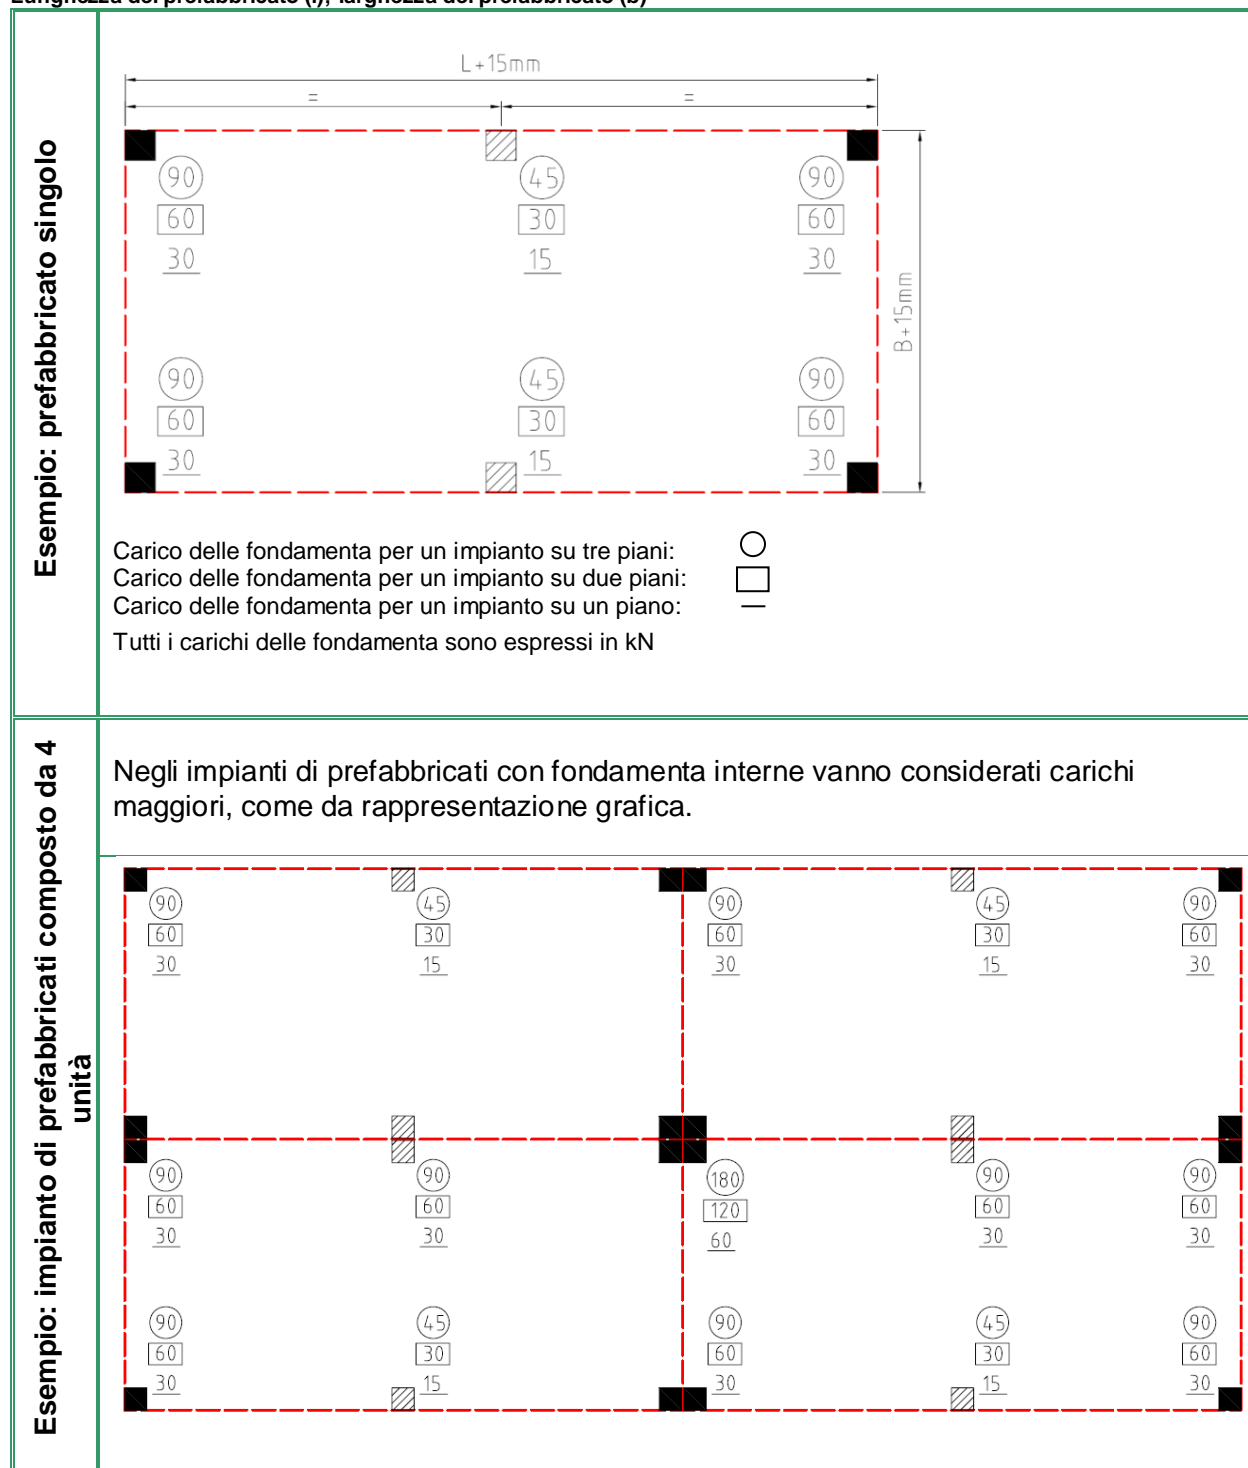 Lunghezza del prefabbricato (l), larghezza del prefabbricato (b)
Esempio: prefabbricato singolo
L+15mm
= =
90 45 90
60 30 60
30 15 30
B+15mm
90 45 90
60 30 60
30 15 30
Carico delle fondamenta per un impianto su tre piani:
Carico delle fondamenta per un impianto su due piani:
Carico delle fondamenta per un impianto su un piano:
Tutti i carichi delle fondamenta sono espressi in kN
Esempio: impianto di prefabbricati composto da 4
unità
Negli impianti di prefabbricati con fondamenta interne vanno considerati carichi
maggiori, come da rappresentazione grafica.
90 45 90 45 90
60 30 60 30 60
30 15 30 15 30
90 90 180 90 90
60 60 120 60 60
30 30 60 30 30
90 45 90 45 90
60 30 60 30 60
30 15 30 15 30